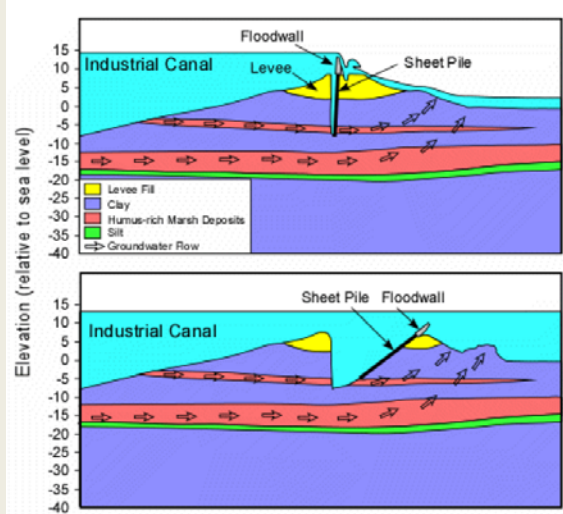 Floodwall
Industrial Canal
Levee
Sheet Pile
15
10
5
0
-5
-10
-15
-20
-25
-30
-35
-40
Levee Fill
Clay
Humus-rich Marsh Deposits
Silt
Groundwater Flow
Elevation (relative to sea level)
Sheet Pile Floodwall
Industrial Canal
15
10
5
0
-5
-10
-15
-20
-25
-30
-35
-40